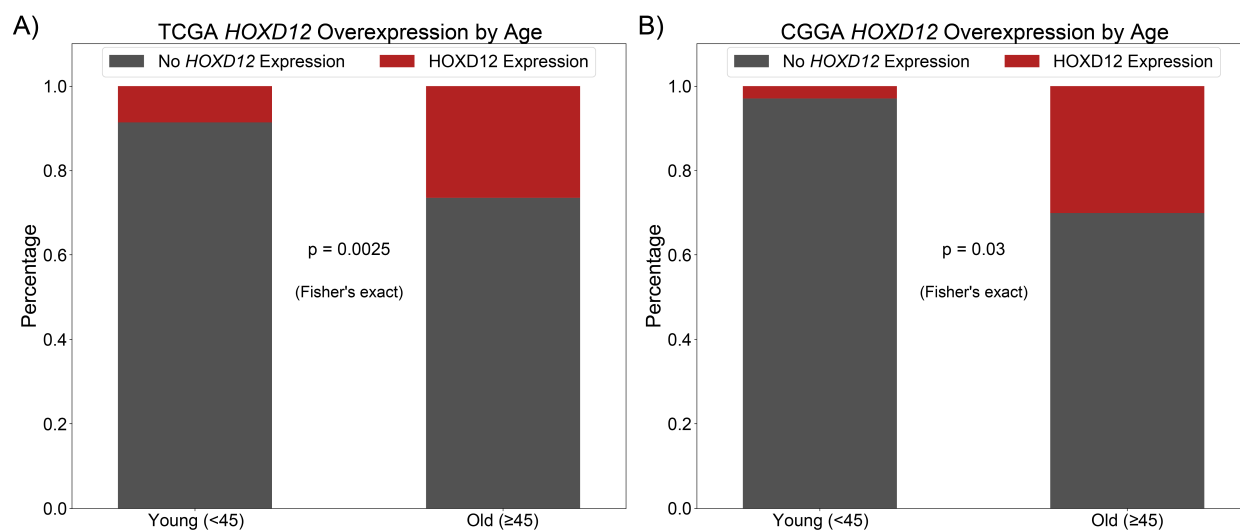 A)
TCGA HOXD12 Overexpression by Age
No HOXD12 Expression
HOXD12 Expression
1.0
0.8
0.6
0.4
0.2
0.0
Percentage
p = 0.0025
(Fisher's exact)
Young (<45)
Old (≥45)
B)
CGGA HOXD12 Overexpression by Age
No HOXD12 Expression
HOXD12 Expression
1.0
0.8
0.6
0.4
0.2
0.0
Percentage
p = 0.03
(Fisher's exact)
Young (<45)
Old (≥45)